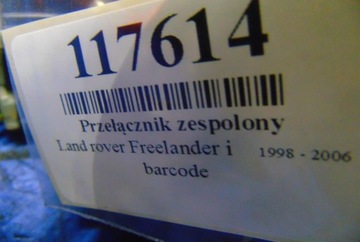 117614
Przełącznik zespolony
Land rover Freelander i 1998 - 2006
barcode